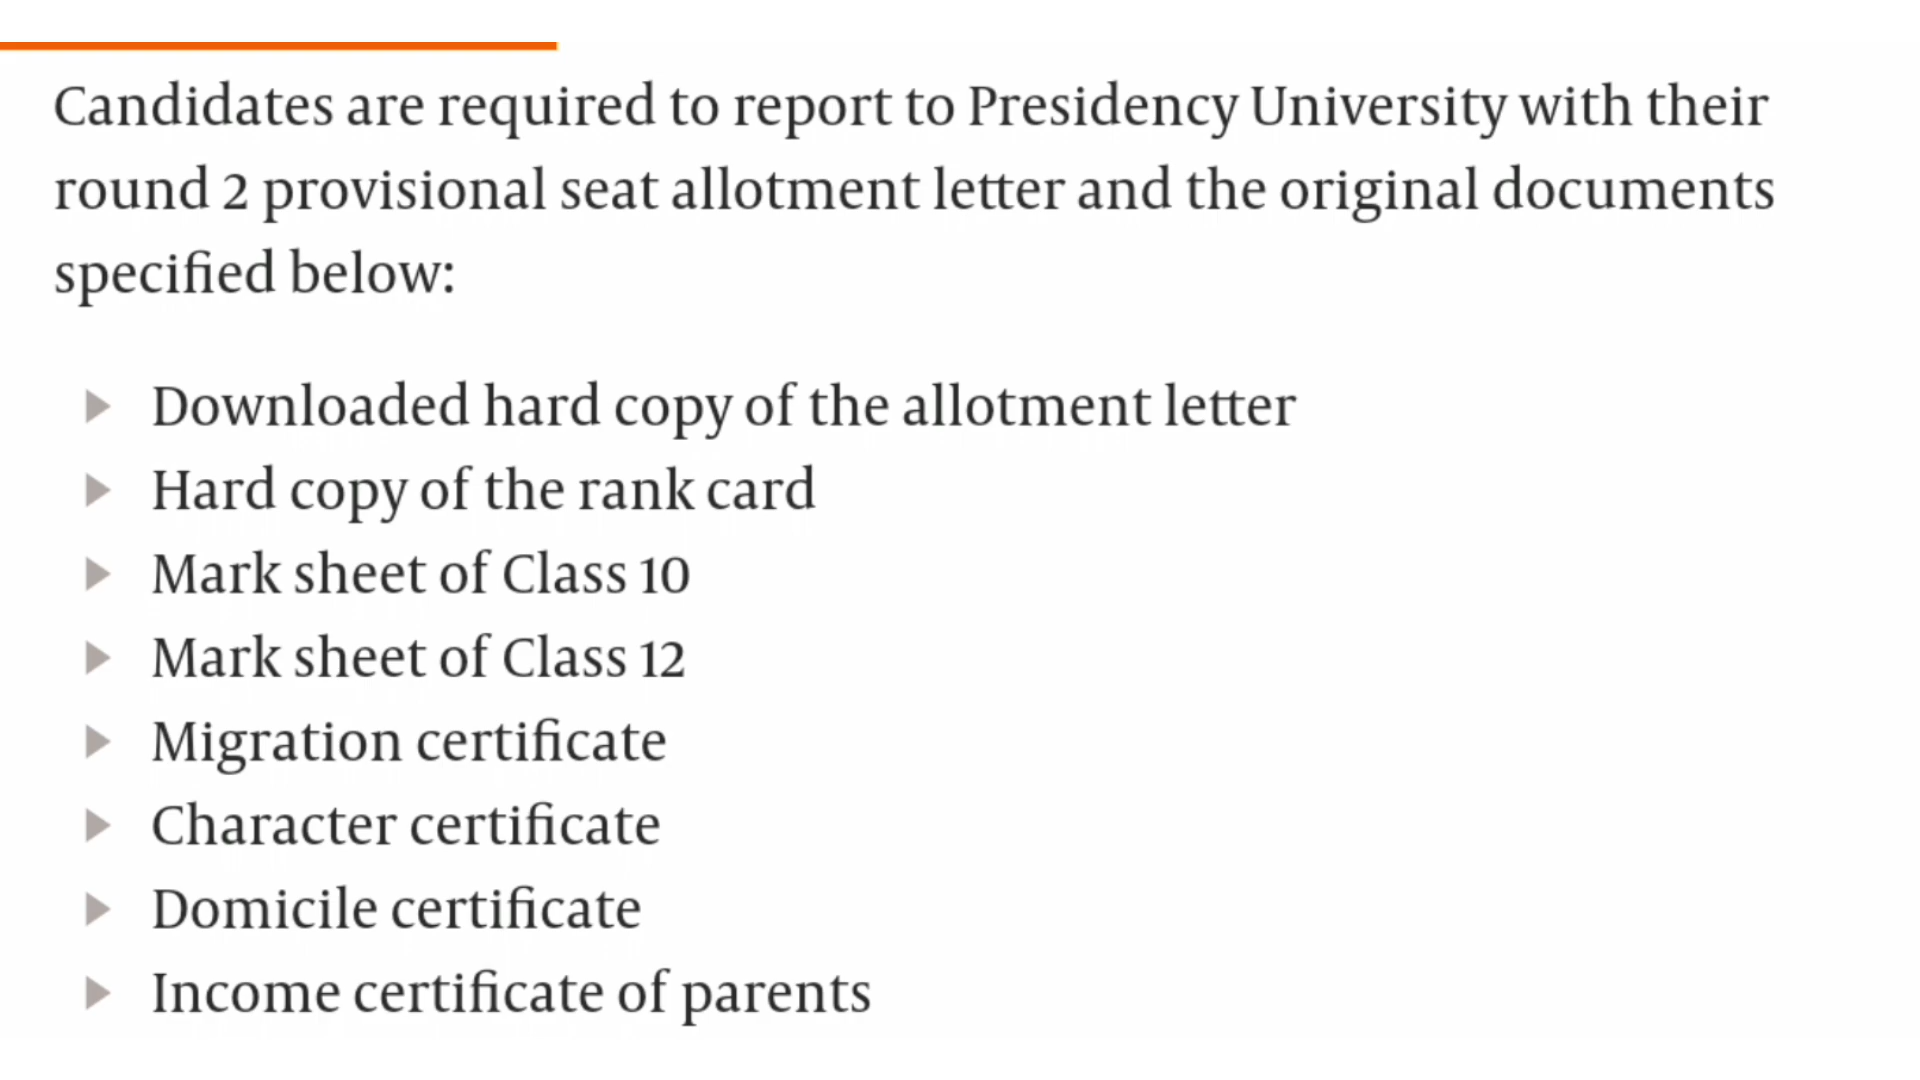 Candidates are required to report to Presidency University with their
round 2 provisional seat allotment letter and the original documents
specified below:
Downloaded hard copy of the allotment letter
Hard copy of the rank card
Mark sheet of Class 10
Mark sheet of Class 12
Migration certificate
Character certificate
Domicile certificate
Income certificate of parents